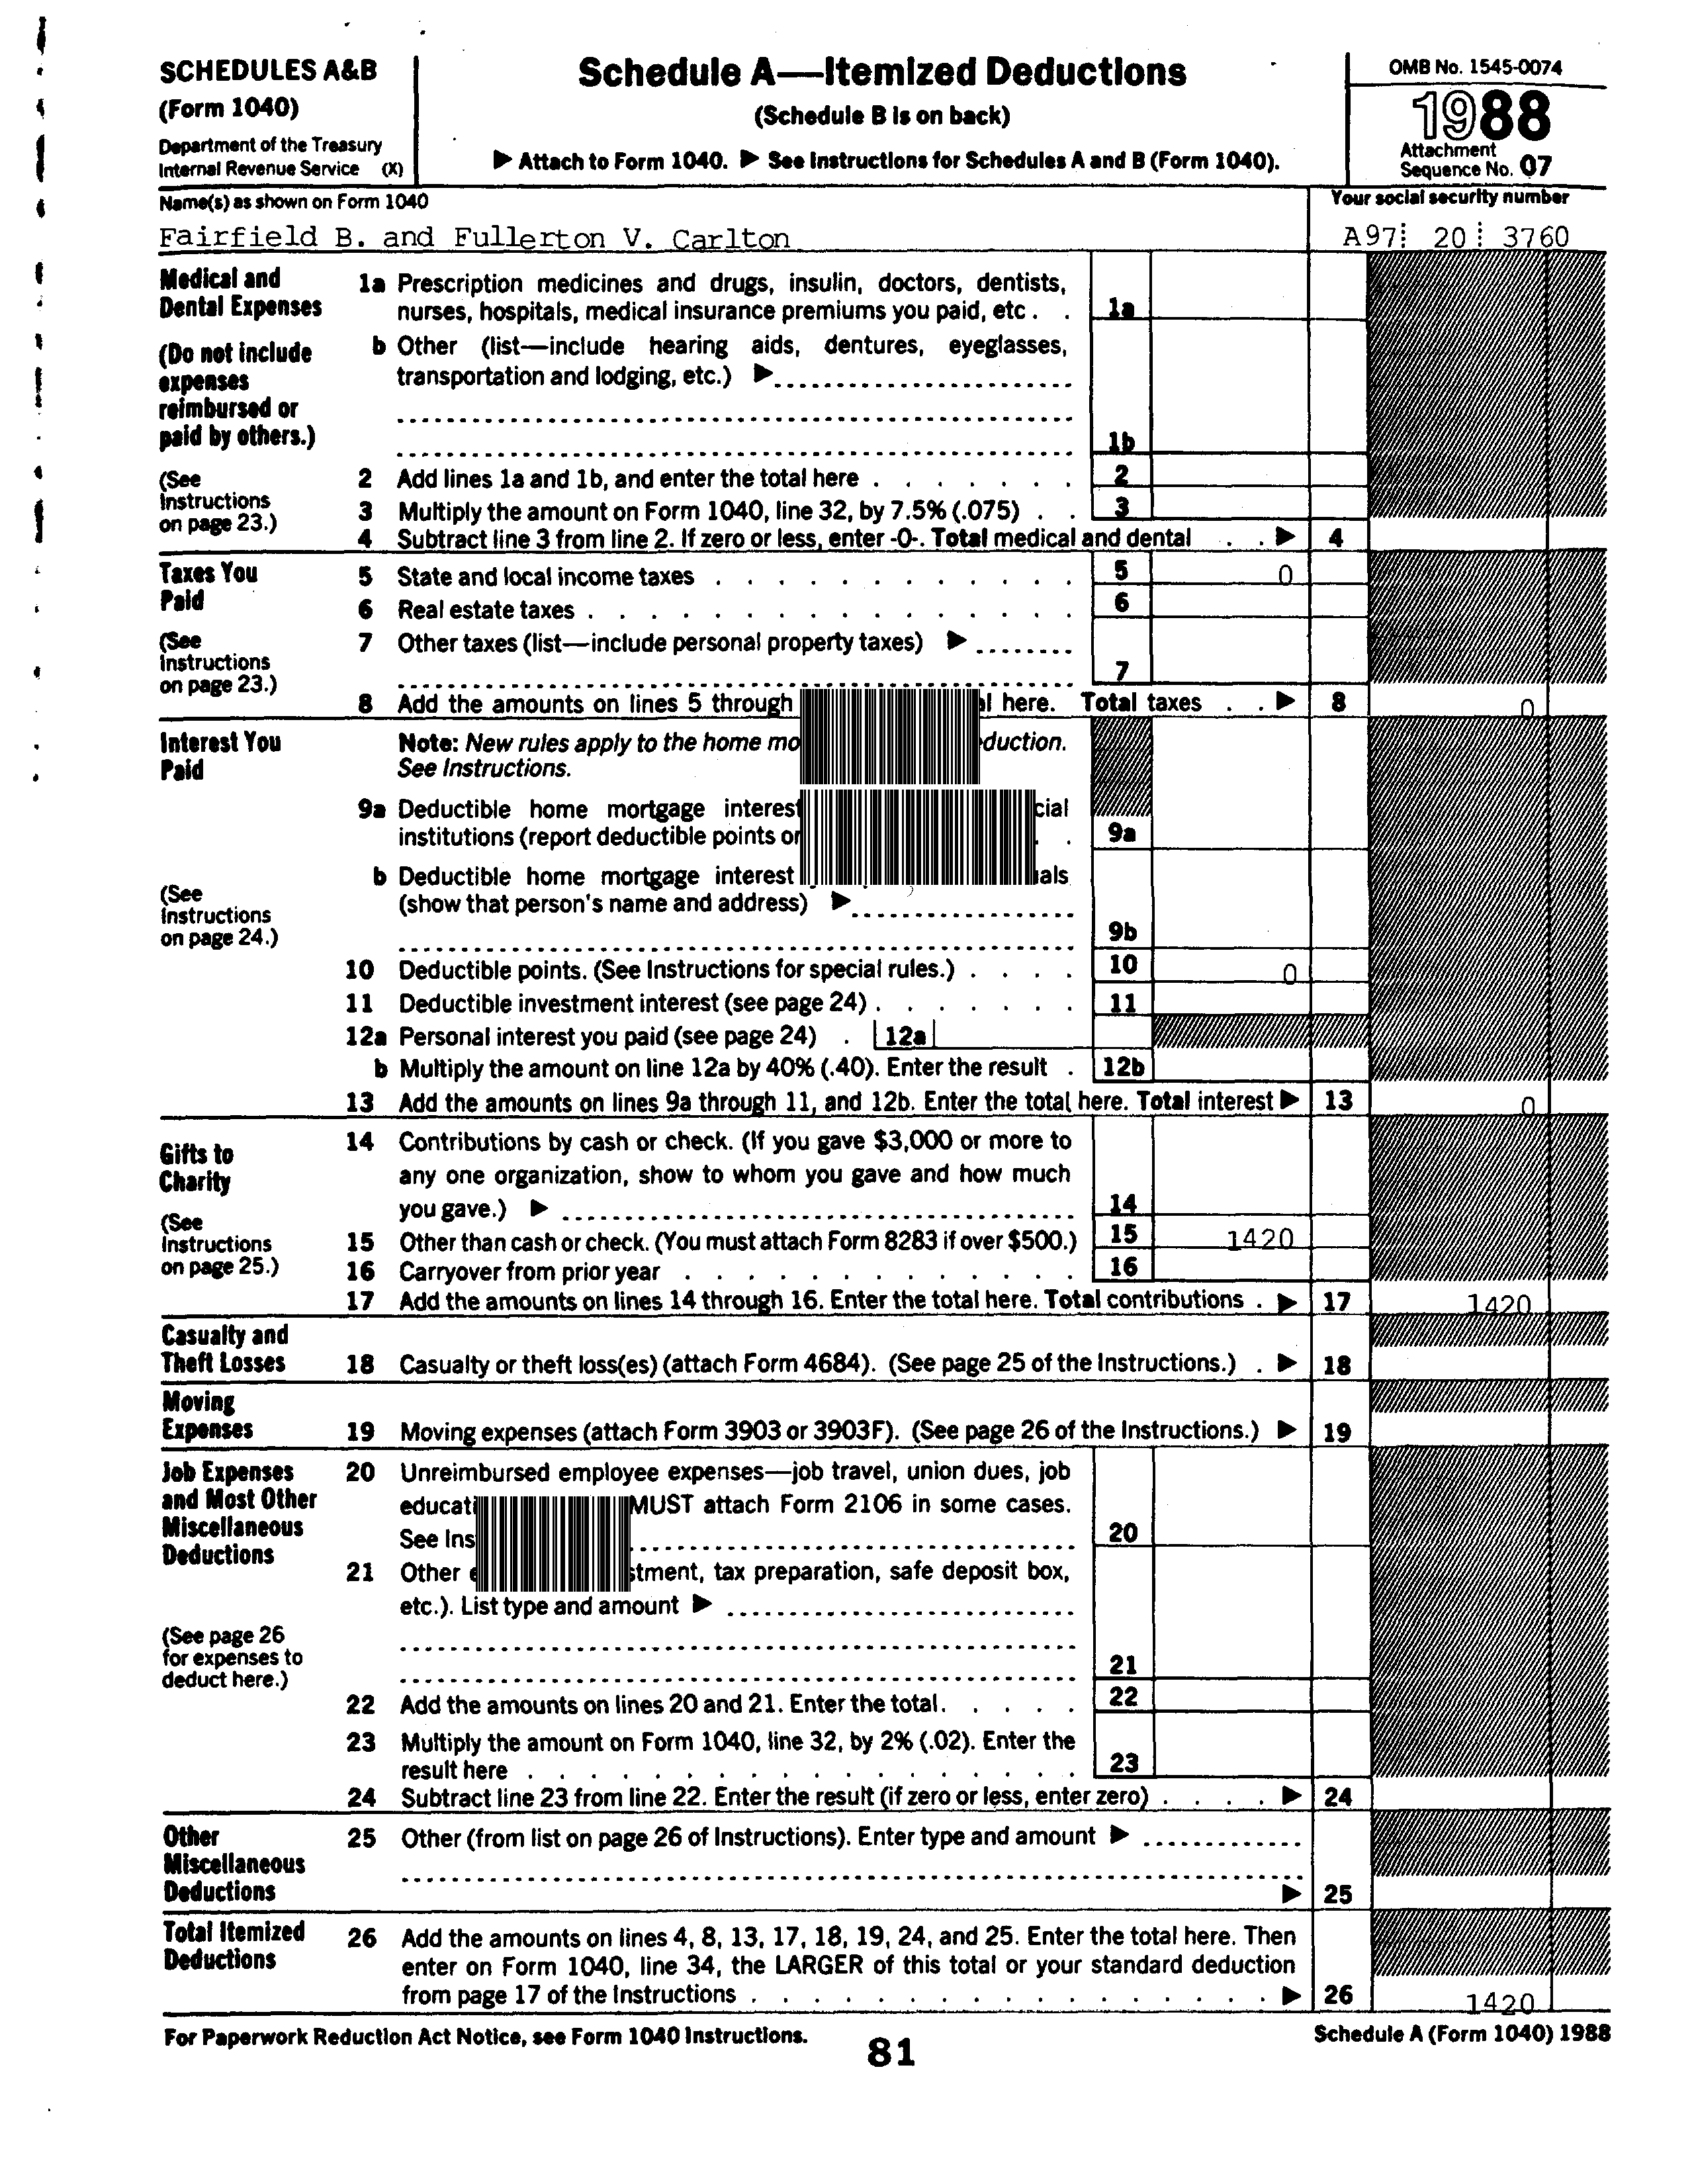 SCHEDULES A&B
(Form 1040)
Department of the Treasury
Internal Revenue Service (X)
Schedule A—Itemized Deductions
(Schedule B is on back)
▶ Attach to Form 1040. ▶ See Instructions for Schedules A and B (Form 1040).
OMB No. 1545-0074
1988
Attachment
Sequence No. 07
Name(s) as shown on Form 1040
Your social security number
Fairfield B. and Fullerton V. Carlton
A97 20 3760
Medical and
Dental Expenses
(Do not include
expenses
reimbursed or
paid by others.)
(See
Instructions
on page 23.)
1a Prescription medicines and drugs, insulin, doctors, dentists,
nurses, hospitals, medical insurance premiums you paid, etc . . 1a
b Other (list—include hearing aids, dentures, eyeglasses,
transportation and lodging, etc.) ▶
1b
2 Add lines 1a and 1b, and enter the total here . . . . . . . 2
3 Multiply the amount on Form 1040, line 32, by 7.5% (.075) . . 3
4 Subtract line 3 from line 2. If zero or less, enter -0-. Total medical and dental . . ▶ 4
Taxes You
Paid
(See
Instructions
on page 23.)
5 State and local income taxes . . . . . . . . . . . . 5 0
6 Real estate taxes . . . . . . . . . . . . . . . . 6
7 Other taxes (list—include personal property taxes) ▶
7
8 Add the amounts on lines 5 through l here. Total taxes . . ▶ 8 0
Interest You
Paid
(See
Instructions
on page 24.)
Note: New rules apply to the home mo duction.
See Instructions.
9a Deductible home mortgage interest cial
institutions (report deductible points on . . 9a
b Deductible home mortgage interest als
(show that person's name and address) ▶
9b
10 Deductible points. (See Instructions for special rules.) . . . . 10 0
11 Deductible investment interest (see page 24) . . . . . . . 11
12a Personal interest you paid (see page 24) . 12a
b Multiply the amount on line 12a by 40% (.40). Enter the result . 12b
13 Add the amounts on lines 9a through 11, and 12b. Enter the total here. Total interest ▶ 13 0
Gifts to
Charity
(See
Instructions
on page 25.)
14 Contributions by cash or check. (If you gave $3,000 or more to
any one organization, show to whom you gave and how much
you gave.) ▶ 14
15 Other than cash or check. (You must attach Form 8283 if over $500.) 15 1420
16 Carryover from prior year . . . . . . . . . . . . . 16
17 Add the amounts on lines 14 through 16. Enter the total here. Total contributions . ▶ 17 1420
Casualty and
Theft Losses
18 Casualty or theft loss(es) (attach Form 4684). (See page 25 of the Instructions.) . ▶ 18
Moving
Expenses
19 Moving expenses (attach Form 3903 or 3903F). (See page 26 of the Instructions.) ▶ 19
Job Expenses
and Most Other
Miscellaneous
Deductions
(See page 26
for expenses to
deduct here.)
20 Unreimbursed employee expenses—job travel, union dues, job
educati MUST attach Form 2106 in some cases.
See Ins 20
21 Other e stment, tax preparation, safe deposit box,
etc.). List type and amount ▶
21
22 Add the amounts on lines 20 and 21. Enter the total. . . . . 22
23 Multiply the amount on Form 1040, line 32, by 2% (.02). Enter the
result here . . . . . . . . . . . . . . . . . 23
24 Subtract line 23 from line 22. Enter the result (if zero or less, enter zero) . . . . ▶ 24
Other
Miscellaneous
Deductions
25 Other (from list on page 26 of Instructions). Enter type and amount ▶
▶ 25
Total Itemized
Deductions
26 Add the amounts on lines 4, 8, 13, 17, 18, 19, 24, and 25. Enter the total here. Then
enter on Form 1040, line 34, the LARGER of this total or your standard deduction
from page 17 of the Instructions . . . . . . . . . . . . . . . . ▶ 26 1420
For Paperwork Reduction Act Notice, see Form 1040 Instructions.
81
Schedule A (Form 1040) 1988